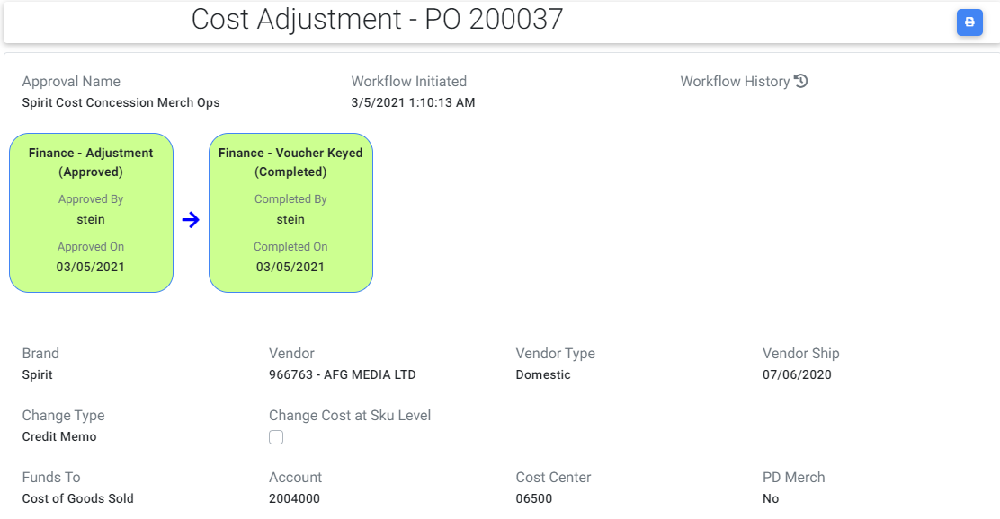 Cost Adjustment - PO 200037
Approval Name
Workflow Initiated
Workflow History
Spirit Cost Concession Merch Ops
3/5/2021 1:10:13 AM
Finance - Adjustment
(Approved)
Approved By
stein
Approved On
03/05/2021
Finance - Voucher Keyed
(Completed)
Completed By
stein
Completed On
03/05/2021
Brand
Vendor
Vendor Type
Vendor Ship
Spirit
966763 - AFG MEDIA LTD
Domestic
07/06/2020
Change Type
Change Cost at Sku Level
Credit Memo
Funds To
Account
Cost Center
PD Merch
Cost of Goods Sold
2004000
06500
No